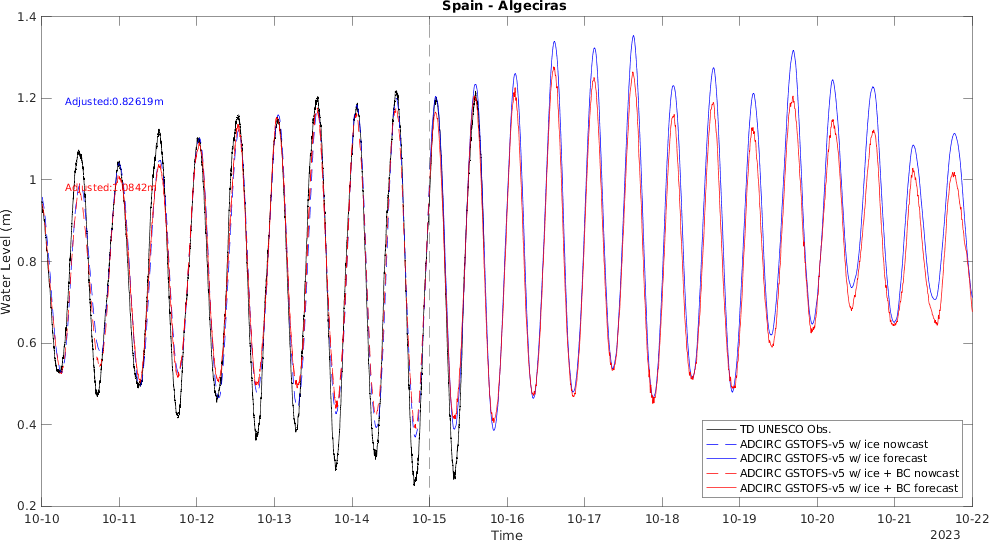 Spain - Algeciras
1.4
1.2
1
0.8
0.6
0.4
0.2
Water Level (m)
Adjusted:0.82619m
Adjusted:1.0842m
TD UNESCO Obs.
ADCIRC GSTOFS-v5 w/ ice nowcast
ADCIRC GSTOFS-v5 w/ ice forecast
ADCIRC GSTOFS-v5 w/ ice + BC nowcast
ADCIRC GSTOFS-v5 w/ ice + BC forecast
10-10 10-11 10-12 10-13 10-14 10-15 10-16 10-17 10-18 10-19 10-20 10-21 10-22
Time
2023